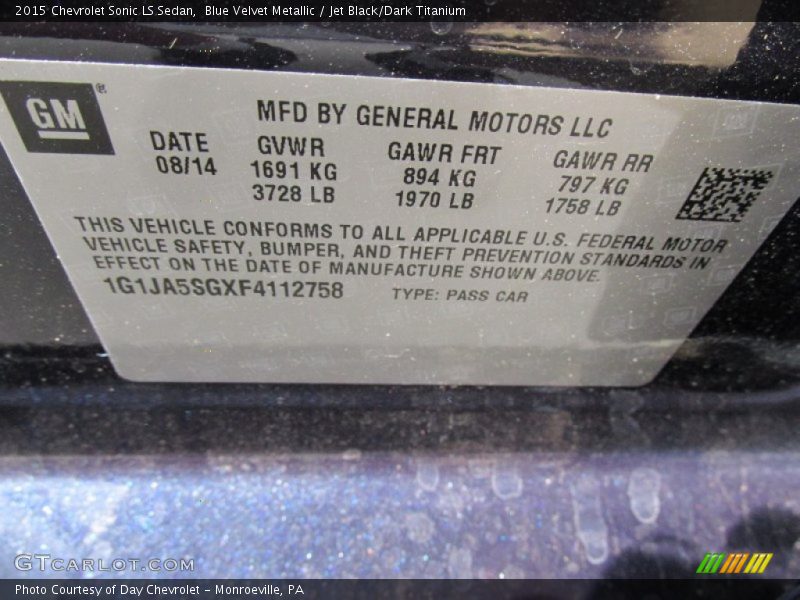 2015 Chevrolet Sonic LS Sedan, Blue Velvet Metallic / Jet Black/Dark Titanium
GM®
MFD BY GENERAL MOTORS LLC
DATE GVWR GAWR FRT GAWR RR
08/14 1691 KG 894 KG 797 KG
3728 LB 1970 LB 1758 LB
THIS VEHICLE CONFORMS TO ALL APPLICABLE U.S. FEDERAL MOTOR
VEHICLE SAFETY, BUMPER, AND THEFT PREVENTION STANDARDS IN
EFFECT ON THE DATE OF MANUFACTURE SHOWN ABOVE.
1G1JA5SGXF4112758 TYPE: PASS CAR
GTCARLOT.COM
Photo Courtesy of Day Chevrolet – Monroeville, PA